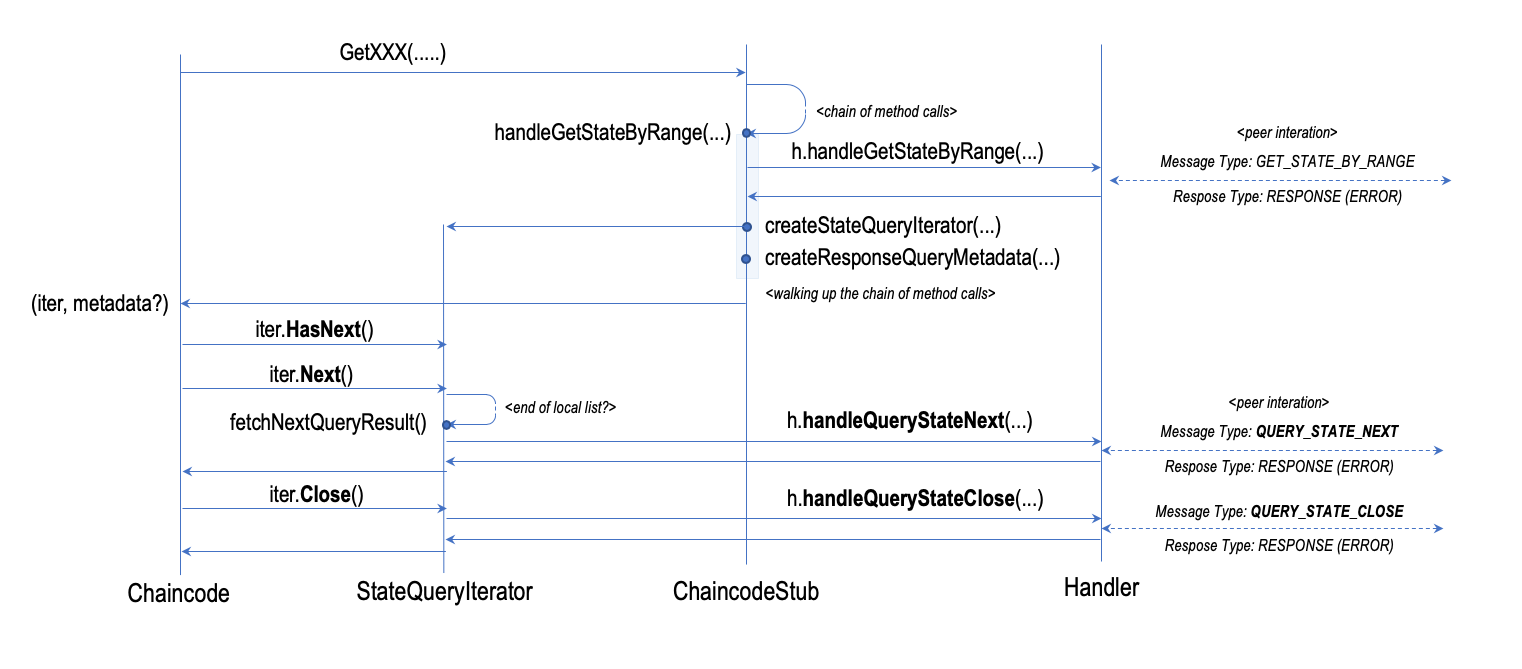 GetXXX(.....)
<chain of method calls>
handleGetStateByRange(...)
<peer interation>
h.handleGetStateByRange(...)
Message Type: GET_STATE_BY_RANGE
Respose Type: RESPONSE (ERROR)
createStateQueryIterator(...)
createResponseQueryMetadata(...)
<walking up the chain of method calls>
(iter, metadata?)
iter.HasNext()
iter.Next()
<end of local list?>
<peer interation>
fetchNextQueryResult()
h.handleQueryStateNext(...)
Message Type: QUERY_STATE_NEXT
Respose Type: RESPONSE (ERROR)
iter.Close()
h.handleQueryStateClose(...)
Message Type: QUERY_STATE_CLOSE
Respose Type: RESPONSE (ERROR)
Chaincode
StateQueryIterator
ChaincodeStub
Handler